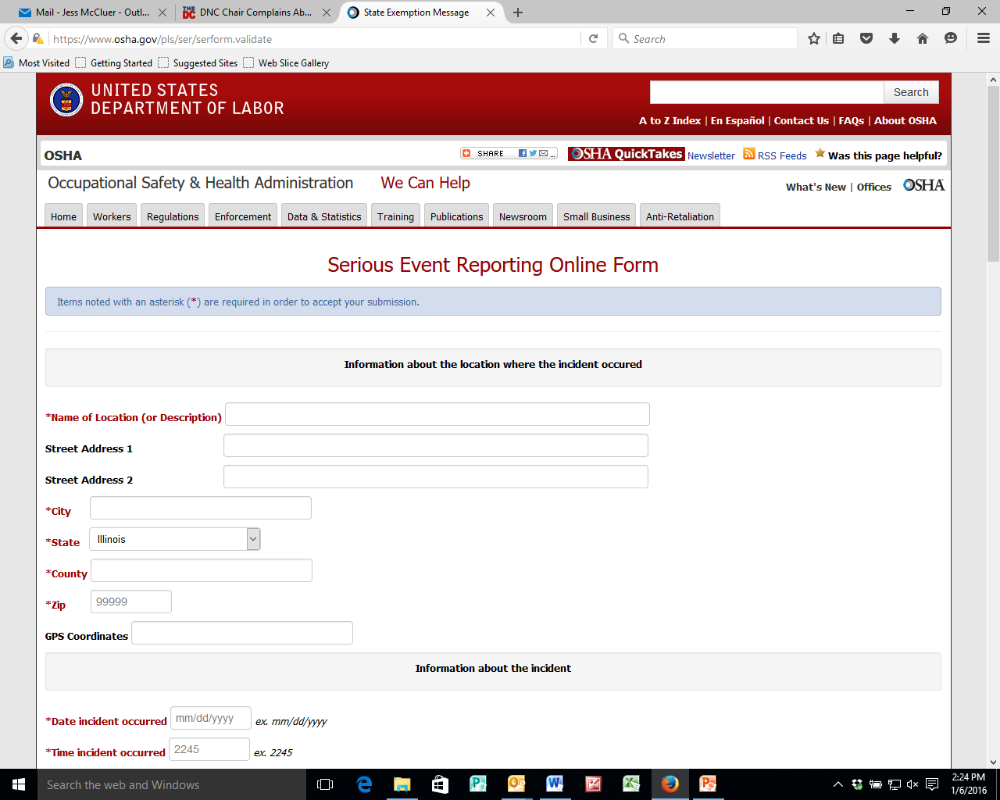 Mail - Jess McCluer - Outl...
THE DC
DNC Chair Complains Ab...
State Exemption Message
https://www.osha.gov/pls/ser/serform.validate
Search
Most Visited
Getting Started
Suggested Sites
Web Slice Gallery
UNITED STATES
DEPARTMENT OF LABOR
Search
A to Z Index | En Español | Contact Us | FAQs | About OSHA
OSHA
SHARE ...
OSHA QuickTakes Newsletter
RSS Feeds
Was this page helpful?
Occupational Safety & Health Administration
We Can Help
What's New | Offices
OSHA
Home
Workers
Regulations
Enforcement
Data & Statistics
Training
Publications
Newsroom
Small Business
Anti-Retaliation
Serious Event Reporting Online Form
Items noted with an asterisk (*) are required in order to accept your submission.
Information about the location where the incident occured
*Name of Location (or Description)
Street Address 1
Street Address 2
*City
*State Illinois
*County
*Zip 99999
GPS Coordinates
Information about the incident
*Date incident occurred mm/dd/yyyy ex. mm/dd/yyyy
*Time incident occurred 2245 ex. 2245
Search the web and Windows
2:24 PM
1/6/2016